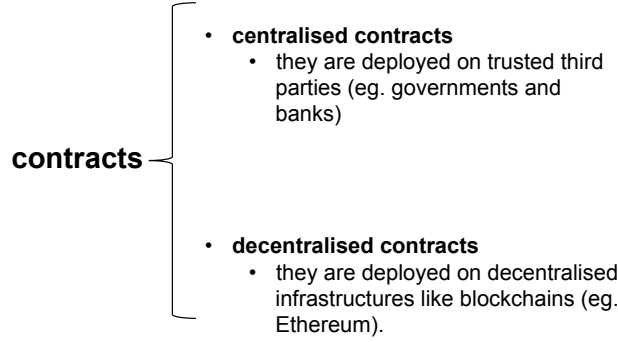 • centralised contracts
• they are deployed on trusted third
parties (eg. governments and
banks)
contracts
• decentralised contracts
• they are deployed on decentralised
infrastructures like blockchains (eg.
Ethereum).